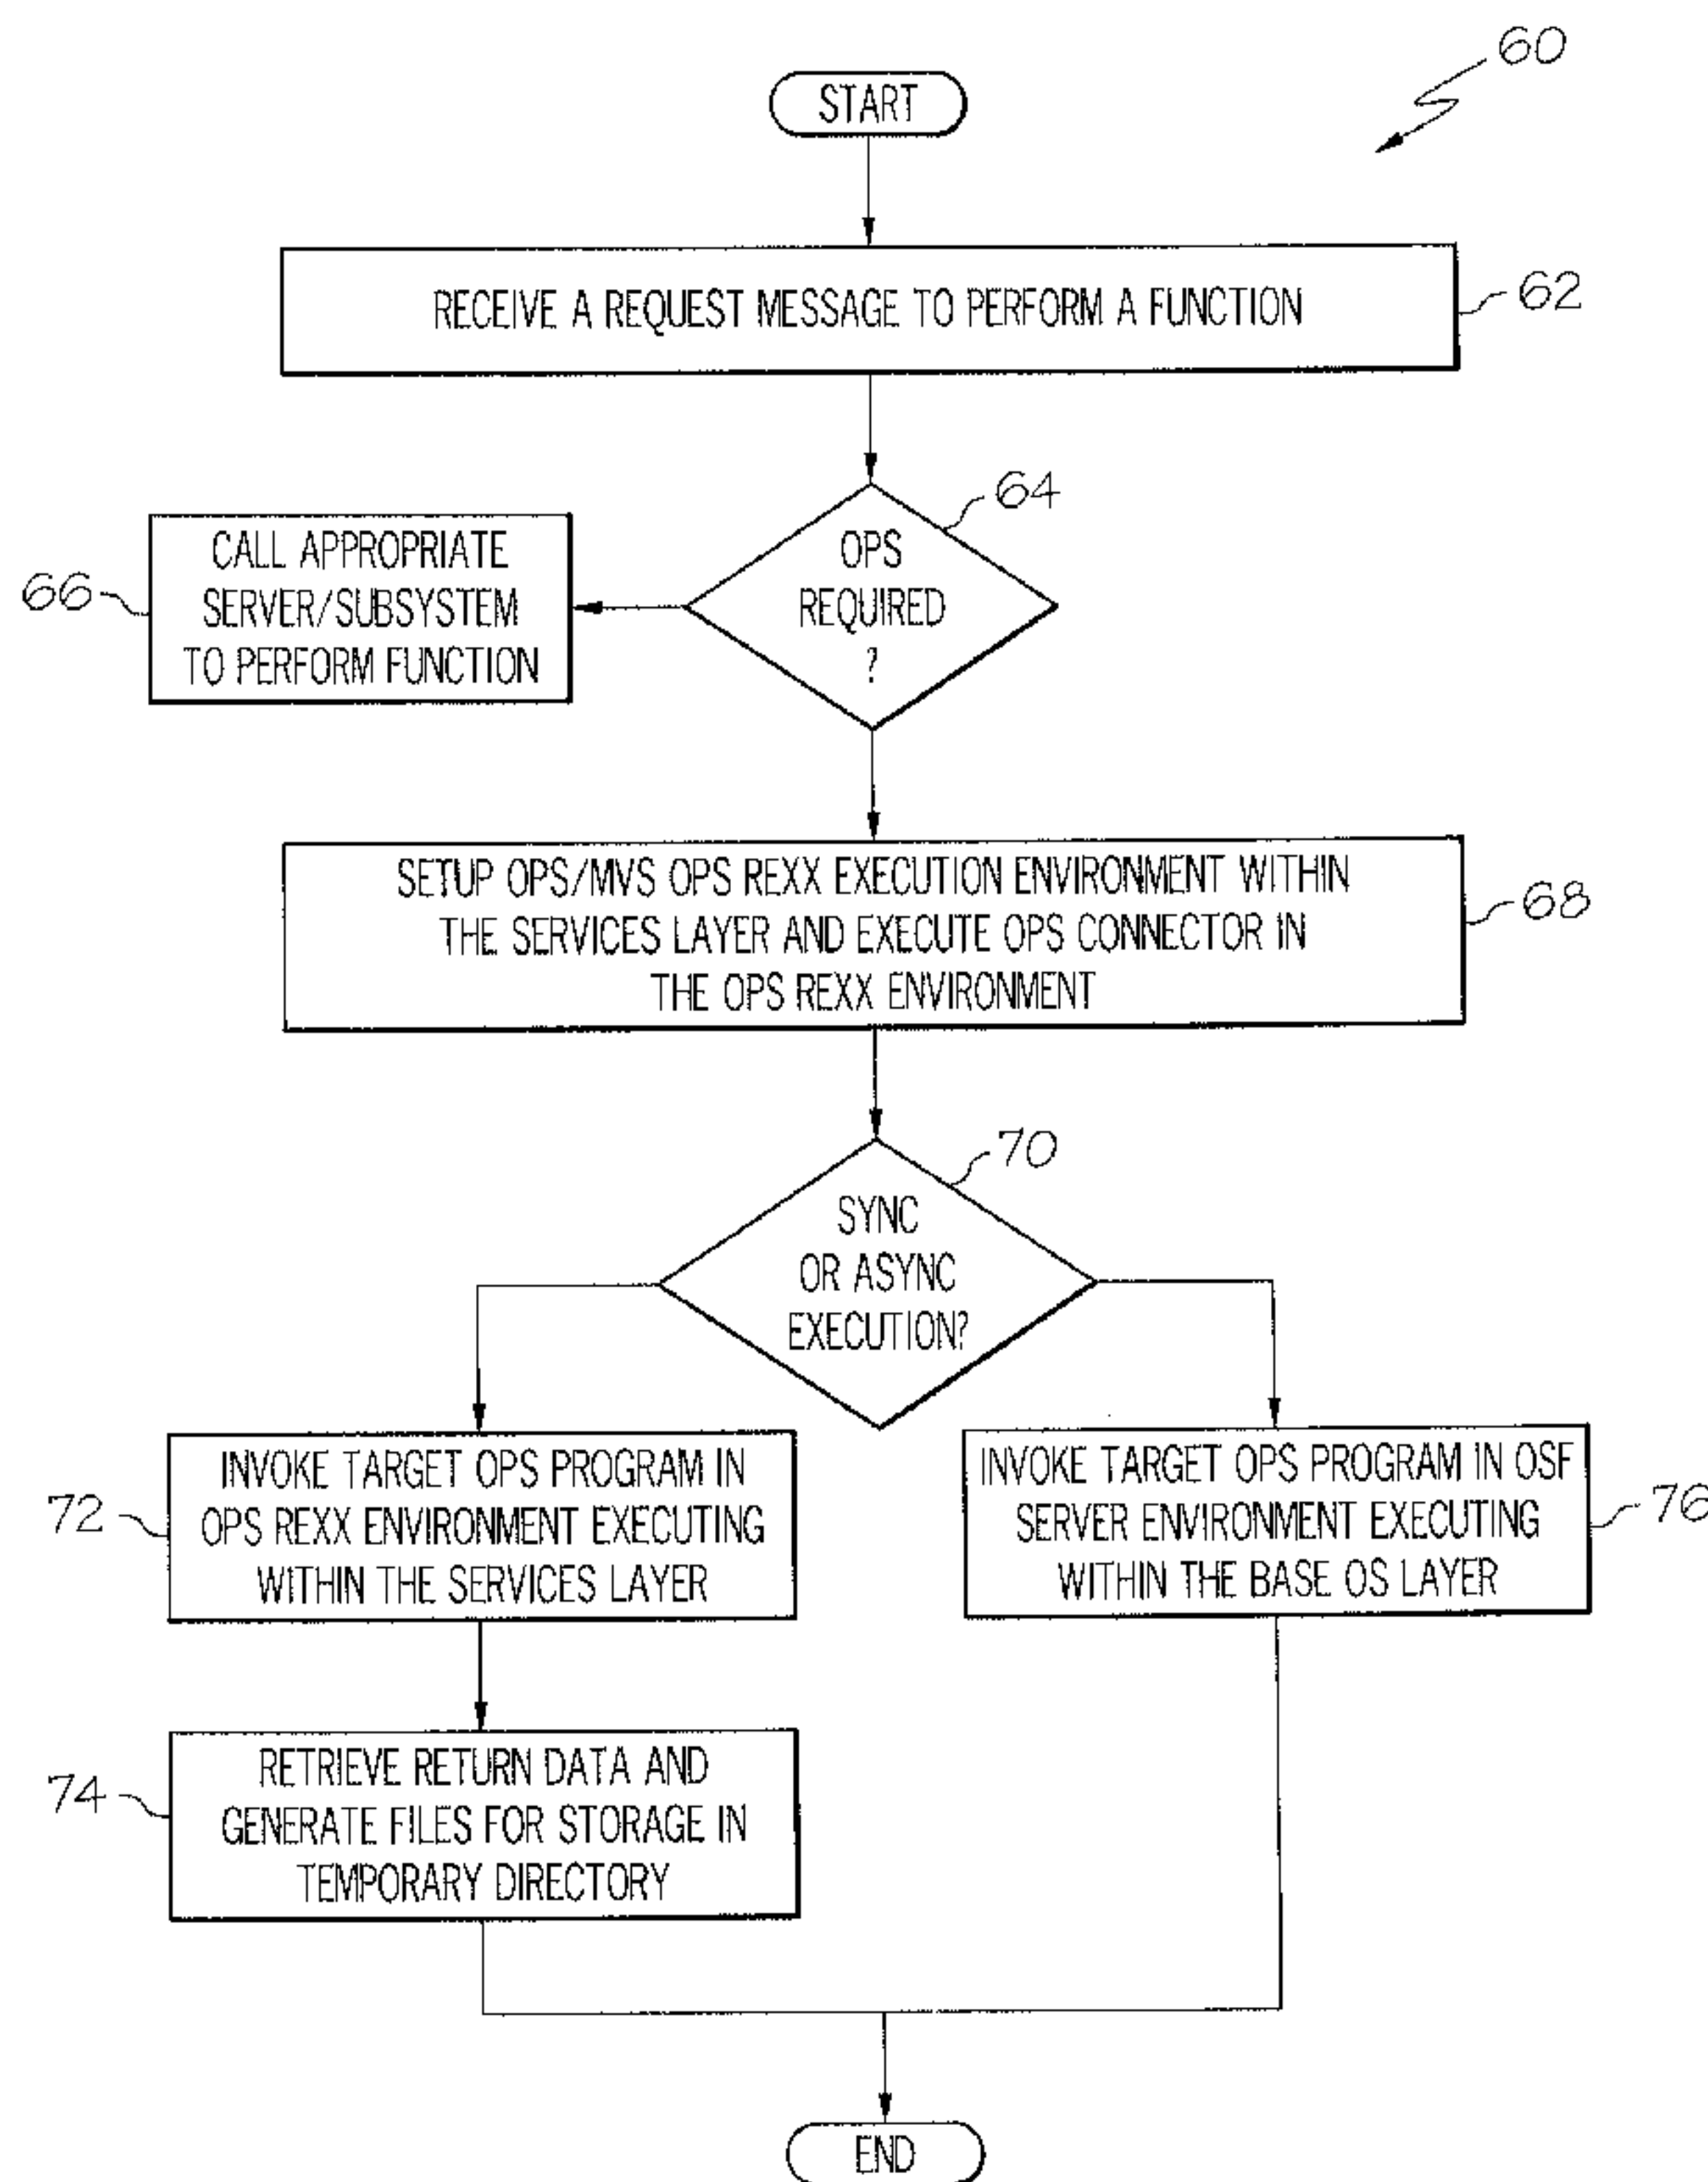 60
START
RECEIVE A REQUEST MESSAGE TO PERFORM A FUNCTION
62
64
OPS
REQUIRED
?
66
CALL APPROPRIATE
SERVER/SUBSYSTEM
TO PERFORM FUNCTION
SETUP OPS/MVS OPS REXX EXECUTION ENVIRONMENT WITHIN
THE SERVICES LAYER AND EXECUTE OPS CONNECTOR IN
THE OPS REXX ENVIRONMENT
68
70
SYNC
OR ASYNC
EXECUTION?
72
INVOKE TARGET OPS PROGRAM IN
OPS REXX ENVIRONMENT EXECUTING
WITHIN THE SERVICES LAYER
INVOKE TARGET OPS PROGRAM IN OSF
SERVER ENVIRONMENT EXECUTING
WITHIN THE BASE OS LAYER
76
74
RETRIEVE RETURN DATA AND
GENERATE FILES FOR STORAGE IN
TEMPORARY DIRECTORY
END